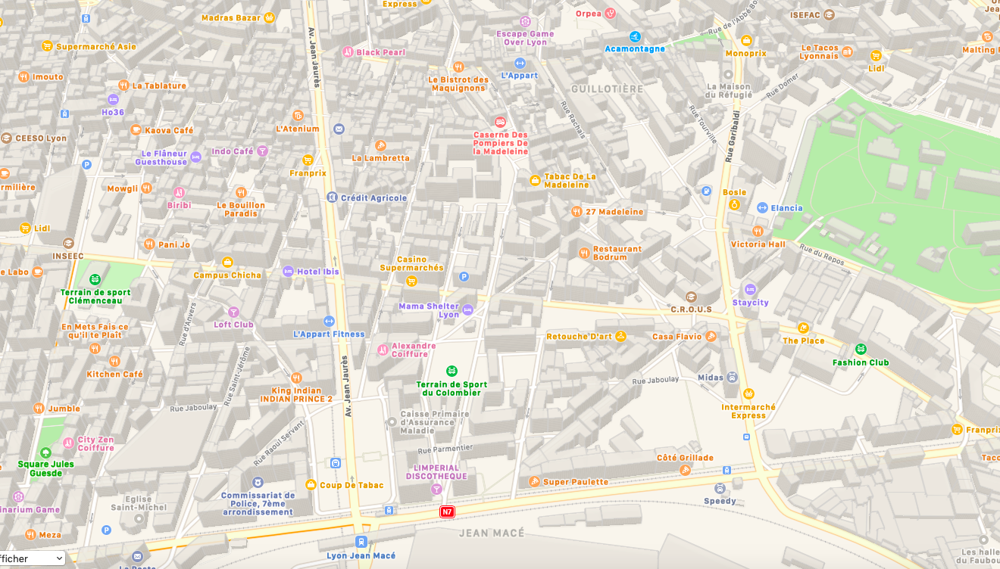 Madras Bazar
Express
Orpea
ISEFAC
Rue de l'Abbé Bo
Escape Game
Over Lyon
Acamontagne
Monoprix
Le Tacos
Lyonnais
Malting
Supermarché Asie
Av. Jean Jaurès
Black Pearl
L'Appart
Lidl
Imouto
La Tablature
Le Bistrot des
Maquignons
GUILLOTIÈRE
La Maison
du Réfugié
Rue Domer
Ho36
Rue Rachais
Rue Tourville
Rue Garibaldi
L'Atenium
Kaova Café
CEESO Lyon
Caserne Des
Pompiers De
la Madeleine
Le Flâneur
Guesthouse
Indo Café
La Lambretta
P
Franprix
Tabac De La
Madeleine
rmilière
Mowgli
Biribi
Le Bouillon
Paradis
Crédit Agricole
Bosle
Elancia
27 Madeleine
Lidl
INSEEC
Pani Jo
Victoria Hall
Rue du Repos
Restaurant
Bodrum
e Labo
Campus Chicha
Hotel Ibis
Casino
Supermarchés
P
Terrain de sport
Clémenceau
Mama Shelter
Lyon
C.R.O.U.S
Staycity
Rue d'Anvers
Loft Club
L'Appart Fitness
En Mets Fais ce
qu'il te Plaît
Retouche D'art
Casa Flavio
The Place
Kitchen Café
Rue Saint-Jérôme
Av. Jean Jaurès
Alexandre
Coiffure
Fashion Club
Terrain de Sport
du Colombier
Rue Jaboulay
Midas
King Indian
INDIAN PRINCE 2
Jumble
Rue Jaboulay
Intermarché
Express
Caisse Primaire
d'Assurance
Maladie
Franprix
City Zen
Coiffure
Rue Raoul Servant
Rue Parmentier
Square Jules
Guesde
Côté Grillade
Taco
LIMPERIAL
DISCOTHEQUE
Coup De Tabac
Super Paulette
Commissariat de
Police, 7ème
arrondissement
Speedy
Eglise
Saint-Michel
inarium Game
N7
P
Meza
JEAN MACÉ
Lyon Jean Macé
Les halle
du Faubou
fficher
La Poste